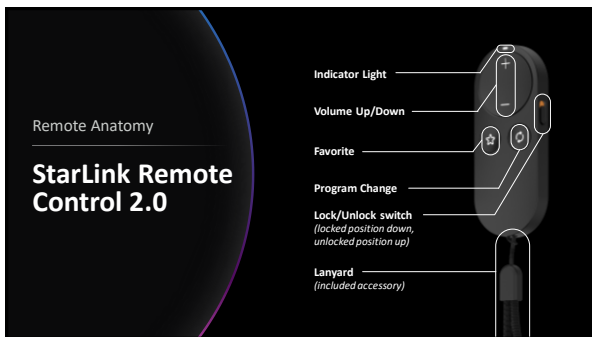 Remote Anatomy
StarLink Remote
Control 2.0
Indicator Light
Volume Up/Down
Favorite
Program Change
Lock/Unlock switch
(locked position down,
unlocked position up)
Lanyard
(included accessory)